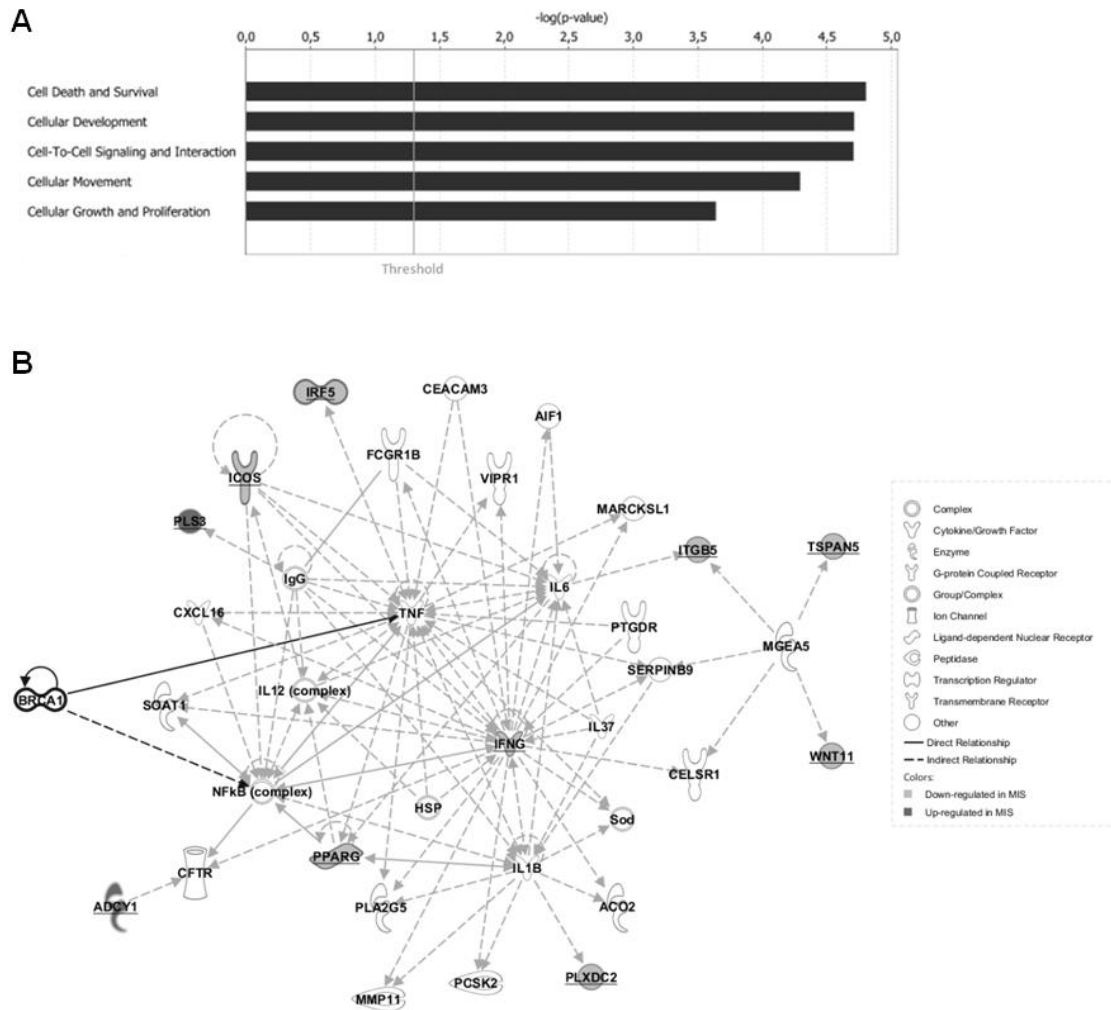 A
-log(p-value)
0,0 0,5 1,0 1,5 2,0 2,5 3,0 3,5 4,0 4,5 5,0
Cell Death and Survival
Cellular Development
Cell-To-Cell Signaling and Interaction
Cellular Movement
Cellular Growth and Proliferation
Threshold
B
IRF5
CEACAM3
AIF1
FCGR1B
VIPR1
ICOS
MARCKSL1
PLS3
ITGB5
TSPAN5
IgG
IL6
CXCL16
TNF
PTGDR
MGEA5
SERPINB9
BRCA1
SOAT1
IL12 (complex)
IL37
IFNG
WNT11
CELSR1
NFkB (complex)
HSP
Sod
PPARG
IL1B
CFTR
ADCY1
PLA2G5
ACO2
PCSK2
PLXDC2
MMP11
Complex
Cytokine/Growth Factor
Enzyme
G-protein Coupled Receptor
Group/Complex
Ion Channel
Ligand-dependent Nuclear Receptor
Peptidase
Transcription Regulator
Transmembrane Receptor
Other
Direct Relationship
Indirect Relationship
Colors:
Down-regulated in MIS
Up-regulated in MIS